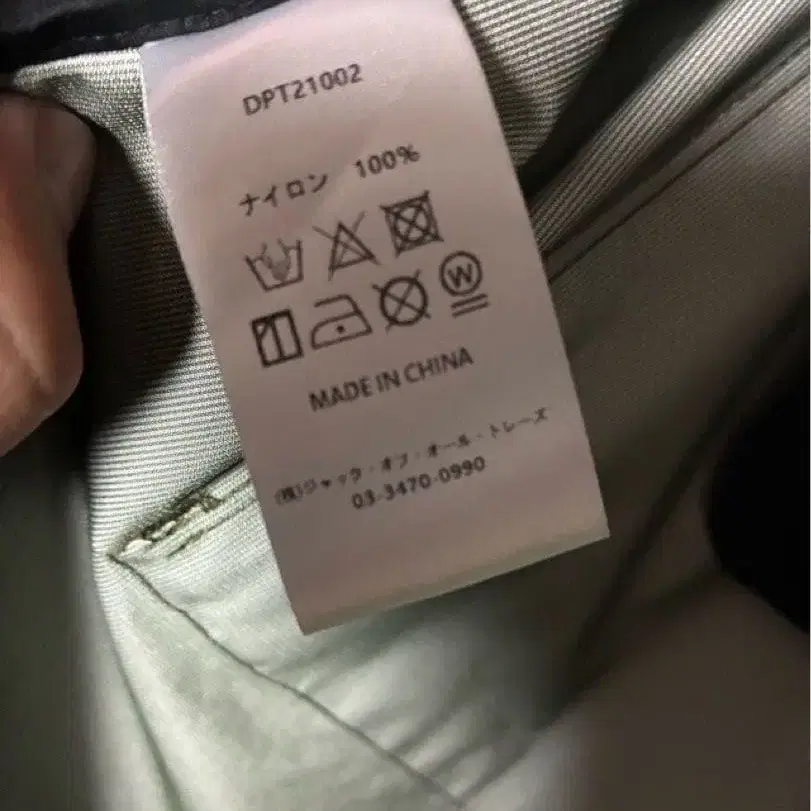 DPT21002
ナイロン 100%
W
MADE IN CHINA
(株)ジャック・オブ・オール・トレーズ
03-3470-0990